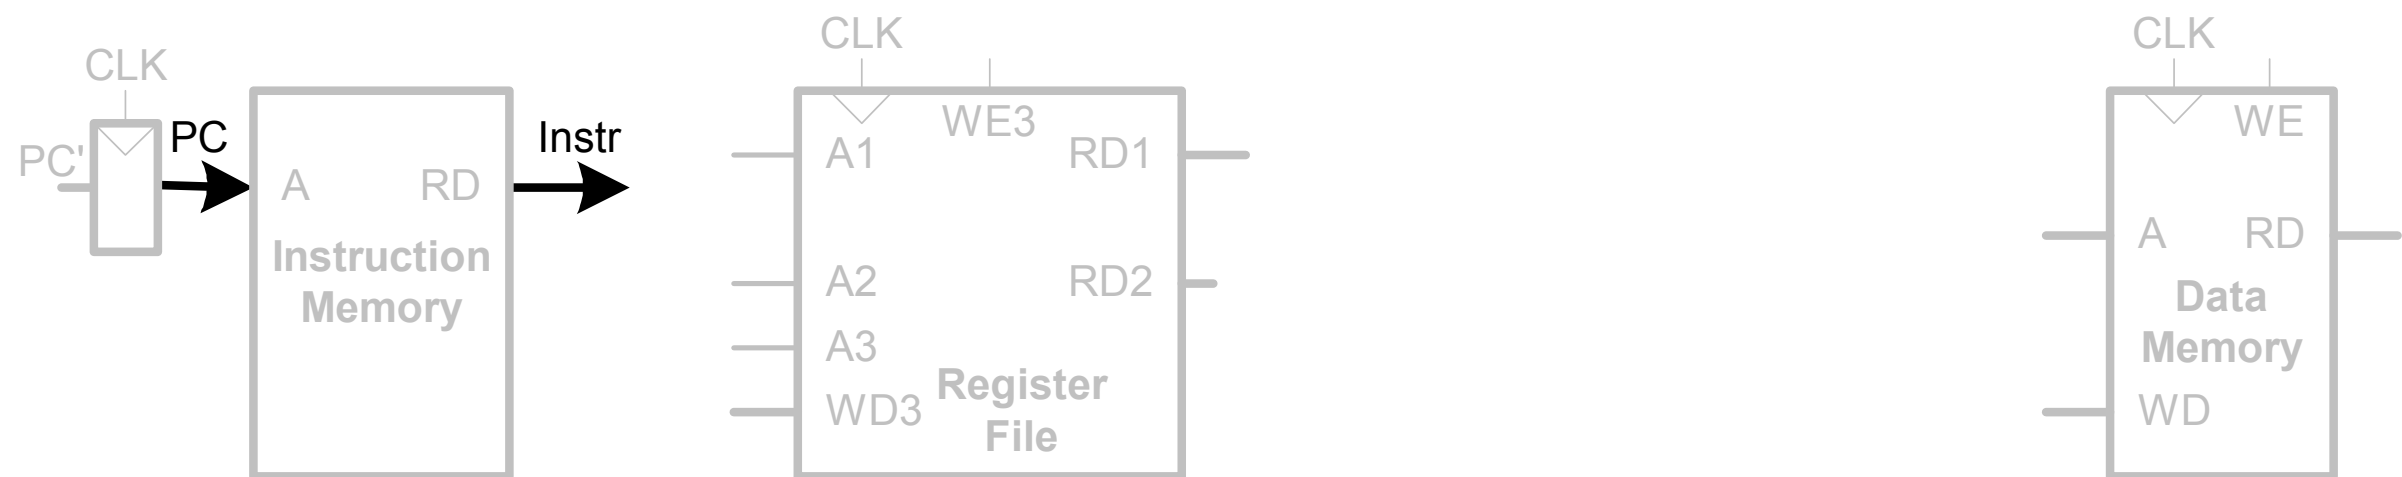 CLK
PC'
PC
A
RD
Instruction
Memory
Instr
CLK
WE3
A1
RD1
A2
RD2
A3
WD3
Register
File
CLK
WE
A
RD
Data
Memory
WD